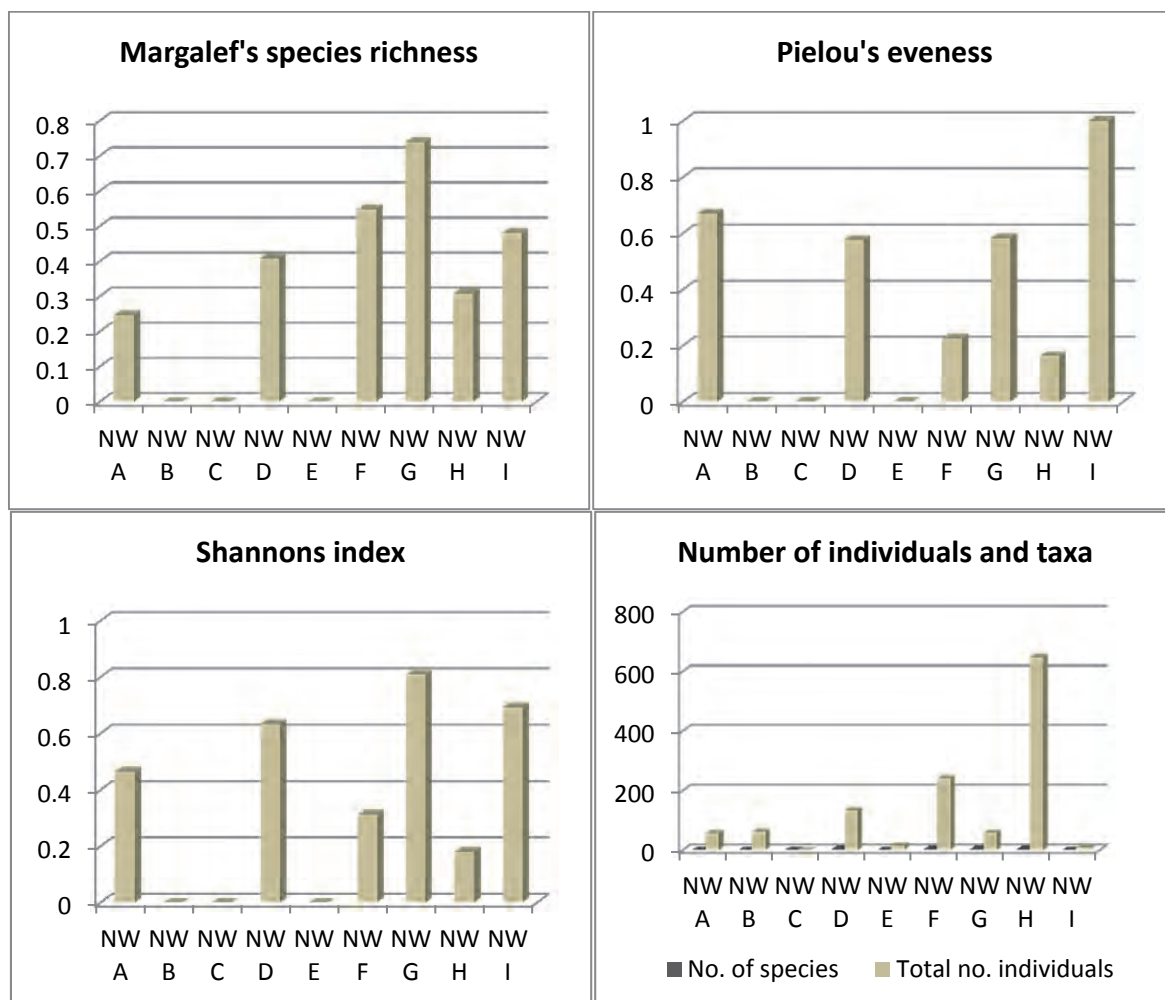 Margalef's species richness
0.8
0.7
0.6
0.5
0.4
0.3
0.2
0.1
0
NW NW NW NW NW NW NW NW NW
A B C D E F G H I
Pielou's eveness
1
0.8
0.6
0.4
0.2
0
NW NW NW NW NW NW NW NW NW
A B C D E F G H I
Shannons index
1
0.8
0.6
0.4
0.2
0
NW NW NW NW NW NW NW NW NW
A B C D E F G H I
Number of individuals and taxa
800
600
400
200
0
NW NW NW NW NW NW NW NW NW
A B C D E F G H I
No. of species Total no. individuals